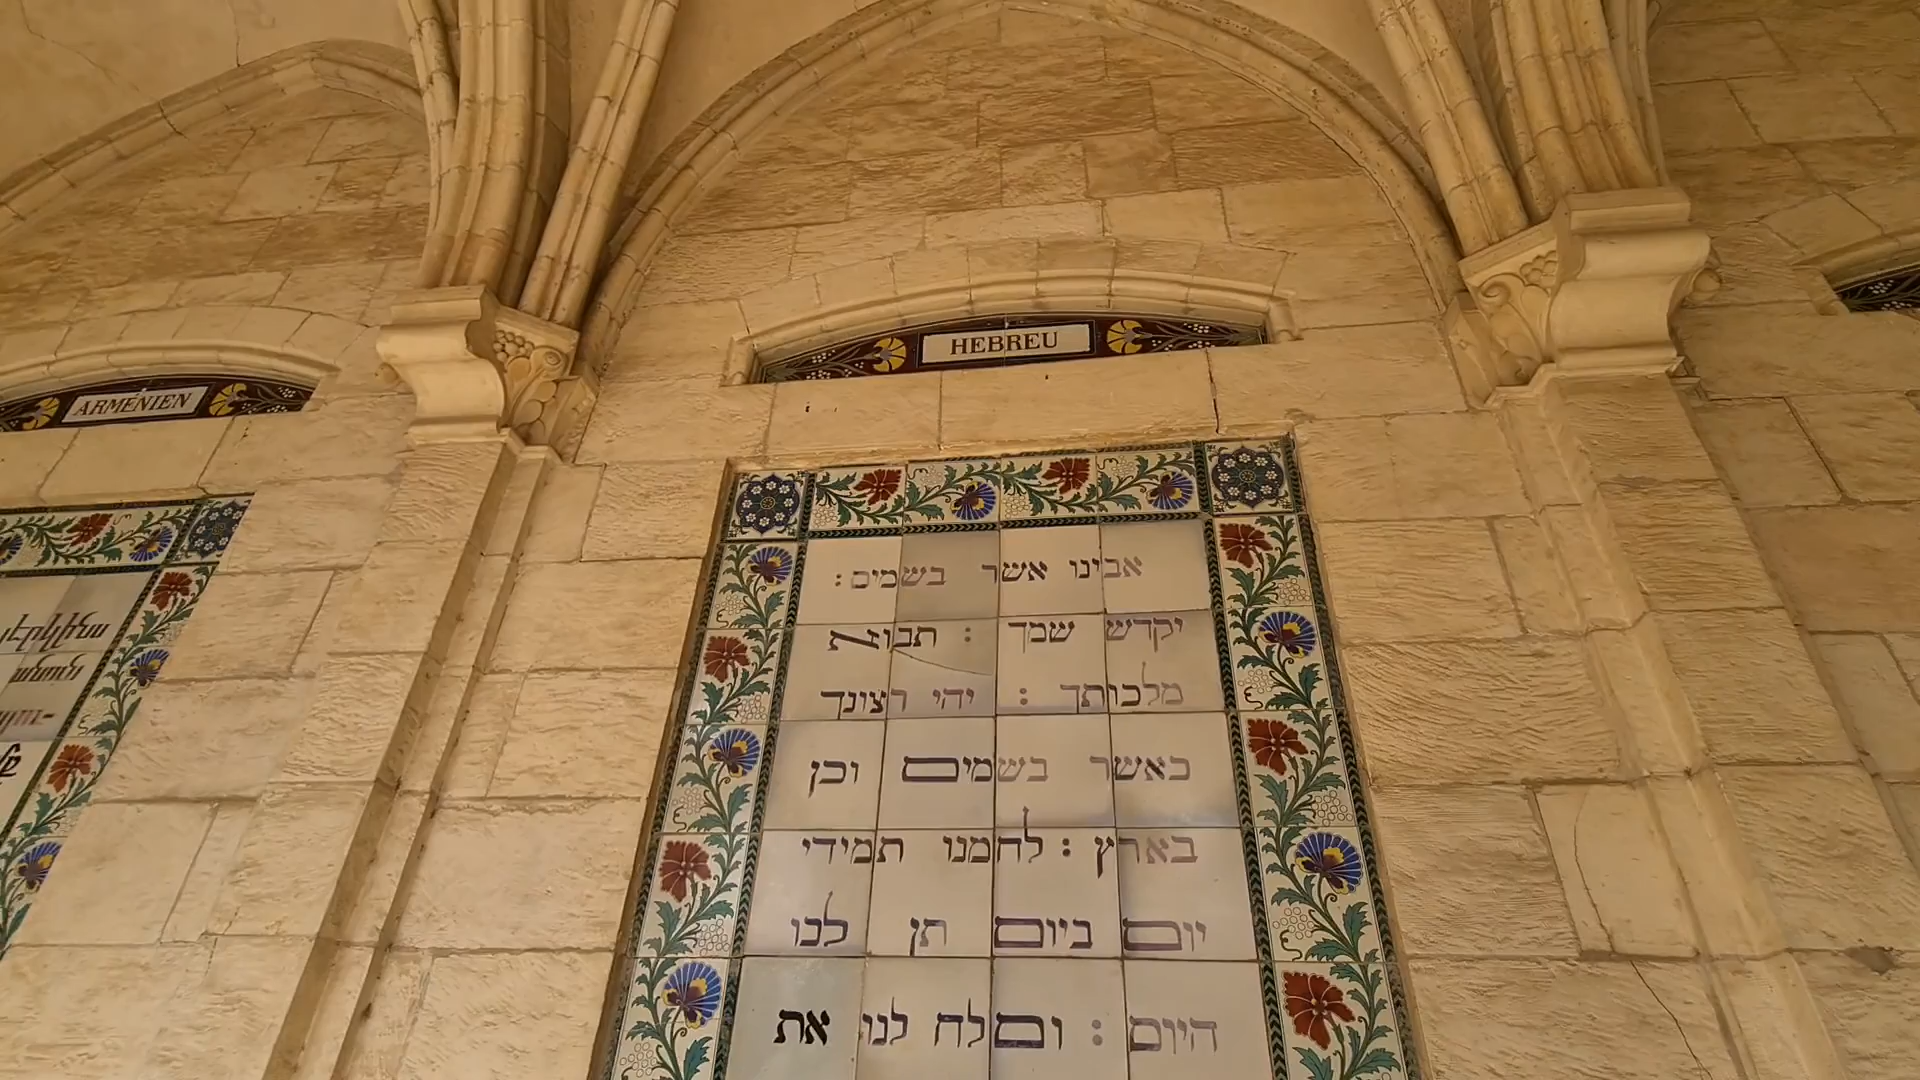 HEBREU
ARMÉNIEN
אבינו אשר בשמים:
יקדש שמך : תבוא
מלכותך : יהי רצונך
כאשר בשמים וכן
בארץ : לחמנו תמידי
יום ביום תן לנו
היום : וםלח לנו את